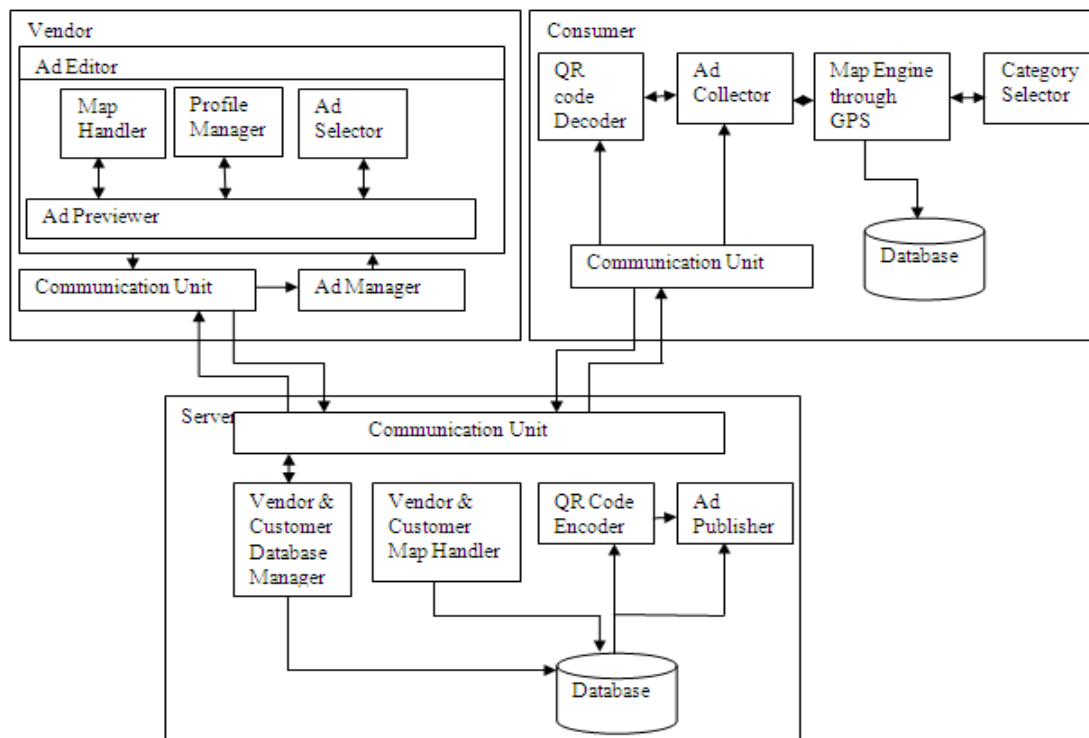 Vendor
Ad Editor
Map
Handler
Profile
Manager
Ad
Selector
Ad Previewer
Communication Unit
Ad Manager
Consumer
QR
code
Decoder
Ad
Collector
Map Engine
through
GPS
Category
Selector
Communication Unit
Database
Server
Communication Unit
Vendor &
Customer
Database
Manager
Vendor &
Customer
Map Handler
QR Code
Encoder
Ad
Publisher
Database